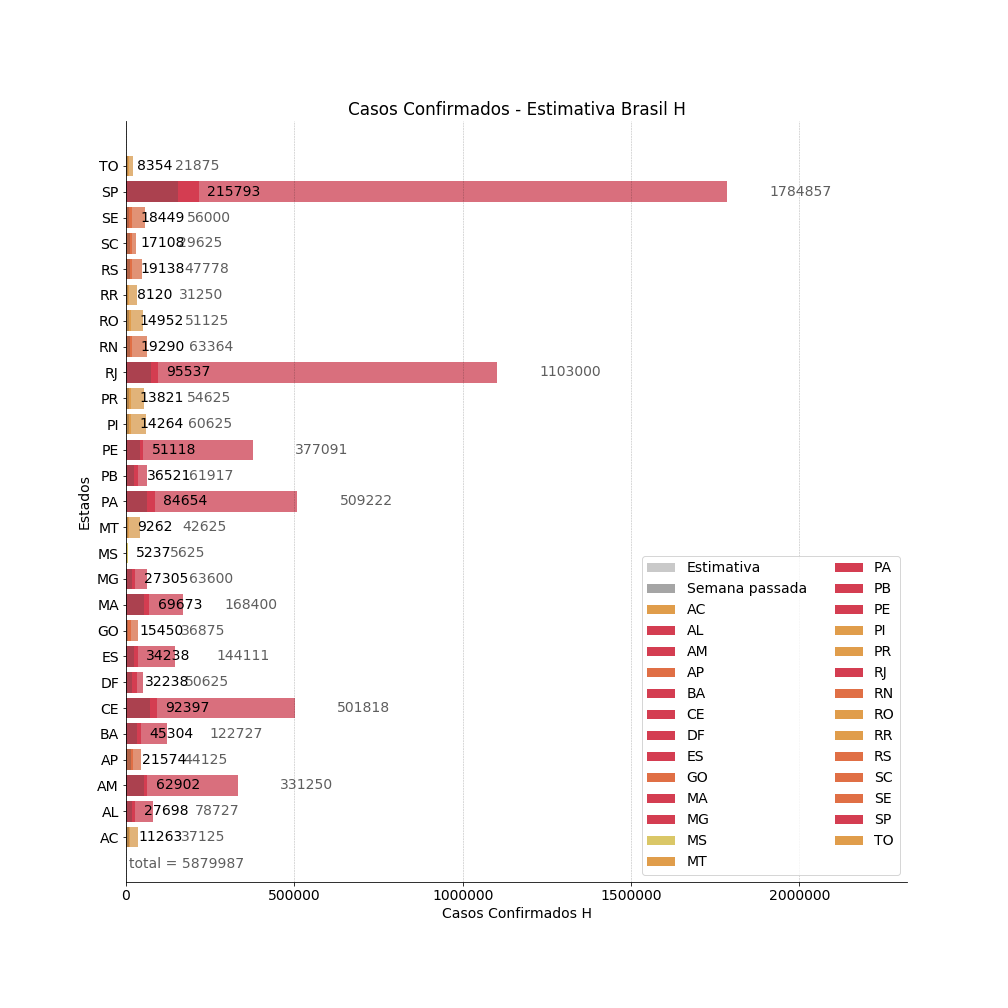 Casos Confirmados - Estimativa Brasil H
TO 8354 21875
SP 215793 1784857
SE 18449 56000
SC 17108 29625
RS 19138 47778
RR 8120 31250
RO 14952 51125
RN 19290 63364
RJ 95537 1103000
PR 13821 54625
PI 14264 60625
PE 51118 377091
PB 36521 61917
PA 84654 509222
MT 9262 42625
MS 5237 5625
MG 27305 63600
MA 69673 168400
GO 15450 36875
ES 34238 144111
DF 32238 50625
CE 92397 501818
BA 45304 122727
AP 21574 44125
AM 62902 331250
AL 27698 78727
AC 11263 37125
total = 5879987
Estados
0 500000 1000000 1500000 2000000
Casos Confirmados H
Estimativa
Semana passada
AC
AL
AM
AP
BA
CE
DF
ES
GO
MA
MG
MS
MT
PA
PB
PE
PI
PR
RJ
RN
RO
RR
RS
SC
SE
SP
TO